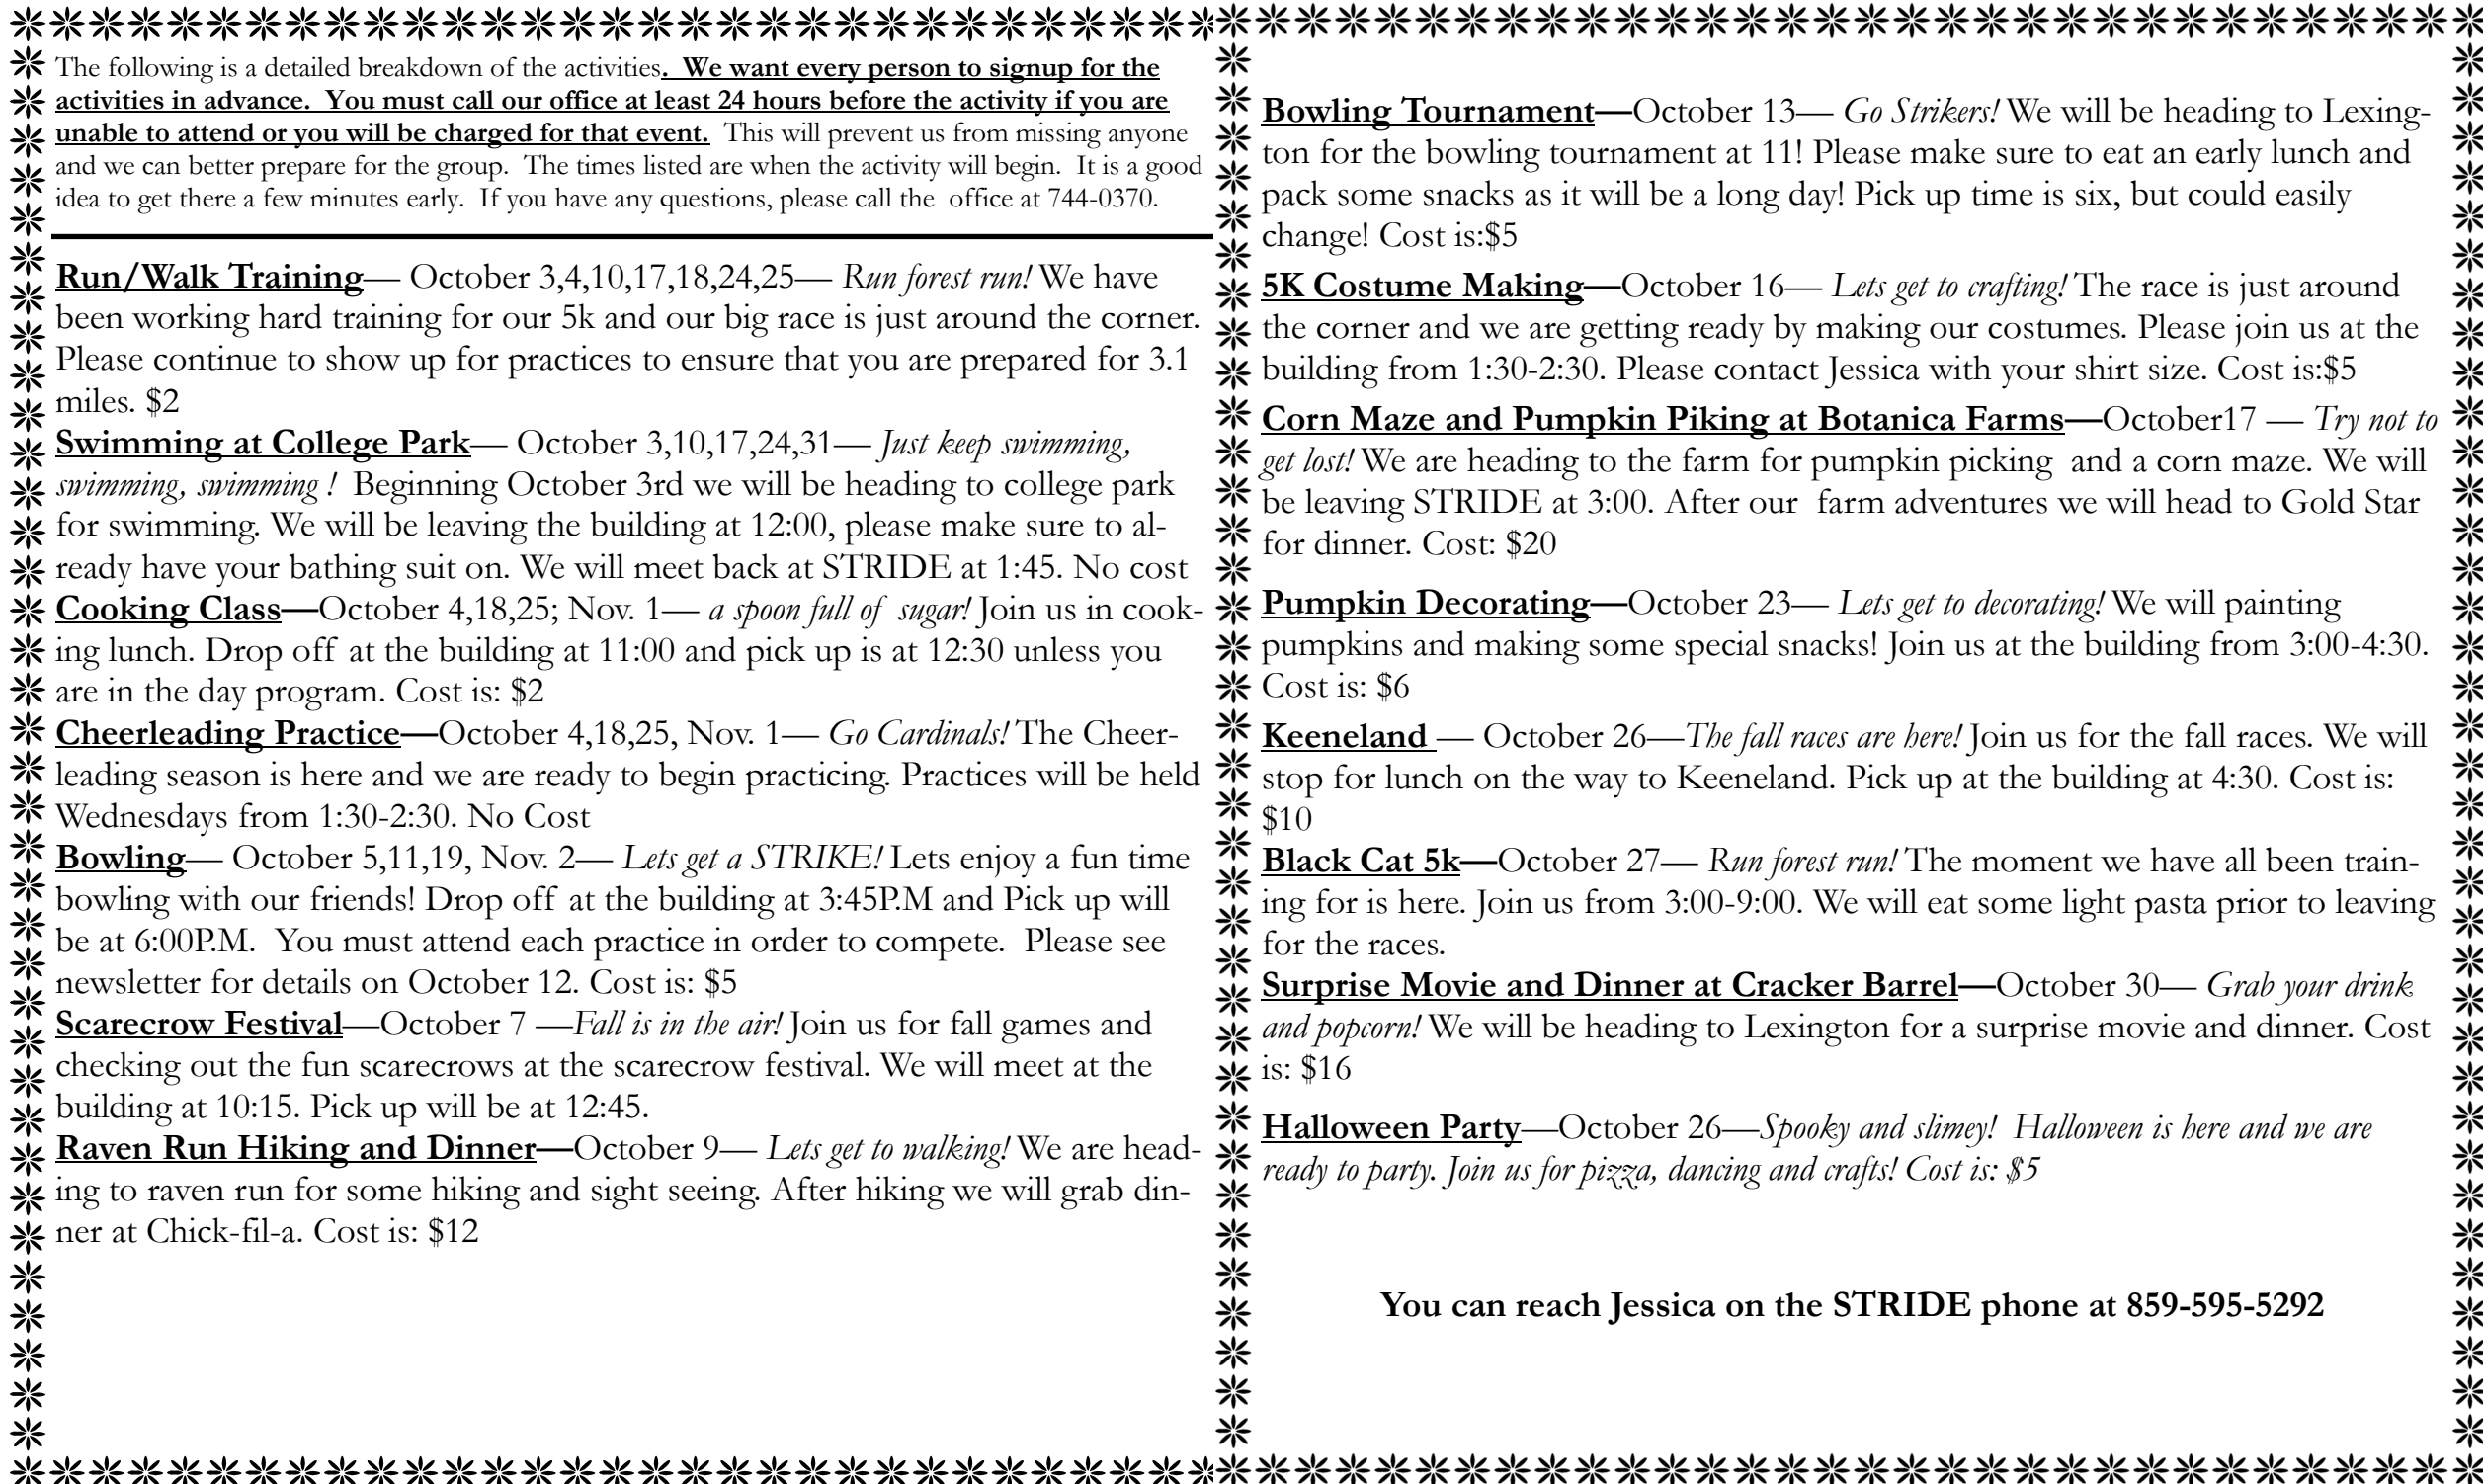 The following is a detailed breakdown of the activities.  We want every person to signup for the
activities in advance.  You must call our office at least 24 hours before the activity if you are
unable to attend or you will be charged for that event.  This will prevent us from missing anyone
and we can better prepare for the group.  The times listed are when the activity will begin.  It is a good
idea to get there a few minutes early.  If you have any questions, please call the  office at 744-0370.
Run/Walk Training— October 3,4,10,17,18,24,25— Run forest run! We have
been working hard training for our 5k and our big race is just around the corner.
Please continue to show up for practices to ensure that you are prepared for 3.1
miles. $2
Swimming at College Park— October 3,10,17,24,31— Just keep swimming,
swimming, swimming !  Beginning October 3rd we will be heading to college park
for swimming. We will be leaving the building at 12:00, please make sure to al-
ready have your bathing suit on. We will meet back at STRIDE at 1:45. No cost
Cooking Class—October 4,18,25; Nov. 1— a spoon full of  sugar! Join us in cook-
ing lunch. Drop off at the building at 11:00 and pick up is at 12:30 unless you
are in the day program. Cost is: $2
Cheerleading Practice—October 4,18,25, Nov. 1— Go Cardinals! The Cheer-
leading season is here and we are ready to begin practicing. Practices will be held
Wednesdays from 1:30-2:30. No Cost
Bowling— October 5,11,19, Nov. 2— Lets get a STRIKE! Lets enjoy a fun time
bowling with our friends! Drop off at the building at 3:45P.M and Pick up will
be at 6:00P.M.  You must attend each practice in order to compete.  Please see
newsletter for details on October 12. Cost is: $5
Scarecrow Festival—October 7 —Fall is in the air! Join us for fall games and
checking out the fun scarecrows at the scarecrow festival. We will meet at the
building at 10:15. Pick up will be at 12:45.
Raven Run Hiking and Dinner—October 9— Lets get to walking! We are head-
ing to raven run for some hiking and sight seeing. After hiking we will grab din-
ner at Chick-fil-a. Cost is: $12
Bowling Tournament—October 13— Go Strikers! We will be heading to Lexing-
ton for the bowling tournament at 11! Please make sure to eat an early lunch and
pack some snacks as it will be a long day! Pick up time is six, but could easily
change! Cost is:$5
5K Costume Making—October 16— Lets get to crafting! The race is just around
the corner and we are getting ready by making our costumes. Please join us at the
building from 1:30-2:30. Please contact Jessica with your shirt size. Cost is:$5
Corn Maze and Pumpkin Piking at Botanica Farms—October17 — Try not to
get lost! We are heading to the farm for pumpkin picking  and a corn maze. We will
be leaving STRIDE at 3:00. After our  farm adventures we will head to Gold Star
for dinner. Cost: $20
Pumpkin Decorating—October 23— Lets get to decorating! We will painting
pumpkins and making some special snacks! Join us at the building from 3:00-4:30.
Cost is: $6
Keeneland — October 26—The fall races are here! Join us for the fall races. We will
stop for lunch on the way to Keeneland. Pick up at the building at 4:30. Cost is:
$10
Black Cat 5k—October 27— Run forest run! The moment we have all been train-
ing for is here. Join us from 3:00-9:00. We will eat some light pasta prior to leaving
for the races.
Surprise Movie and Dinner at Cracker Barrel—October 30— Grab your drink
and popcorn! We will be heading to Lexington for a surprise movie and dinner. Cost
is: $16
Halloween Party—October 26—Spooky and slimey!  Halloween is here and we are
ready to party. Join us for pizza, dancing and crafts! Cost is: $5
You can reach Jessica on the STRIDE phone at 859-595-5292